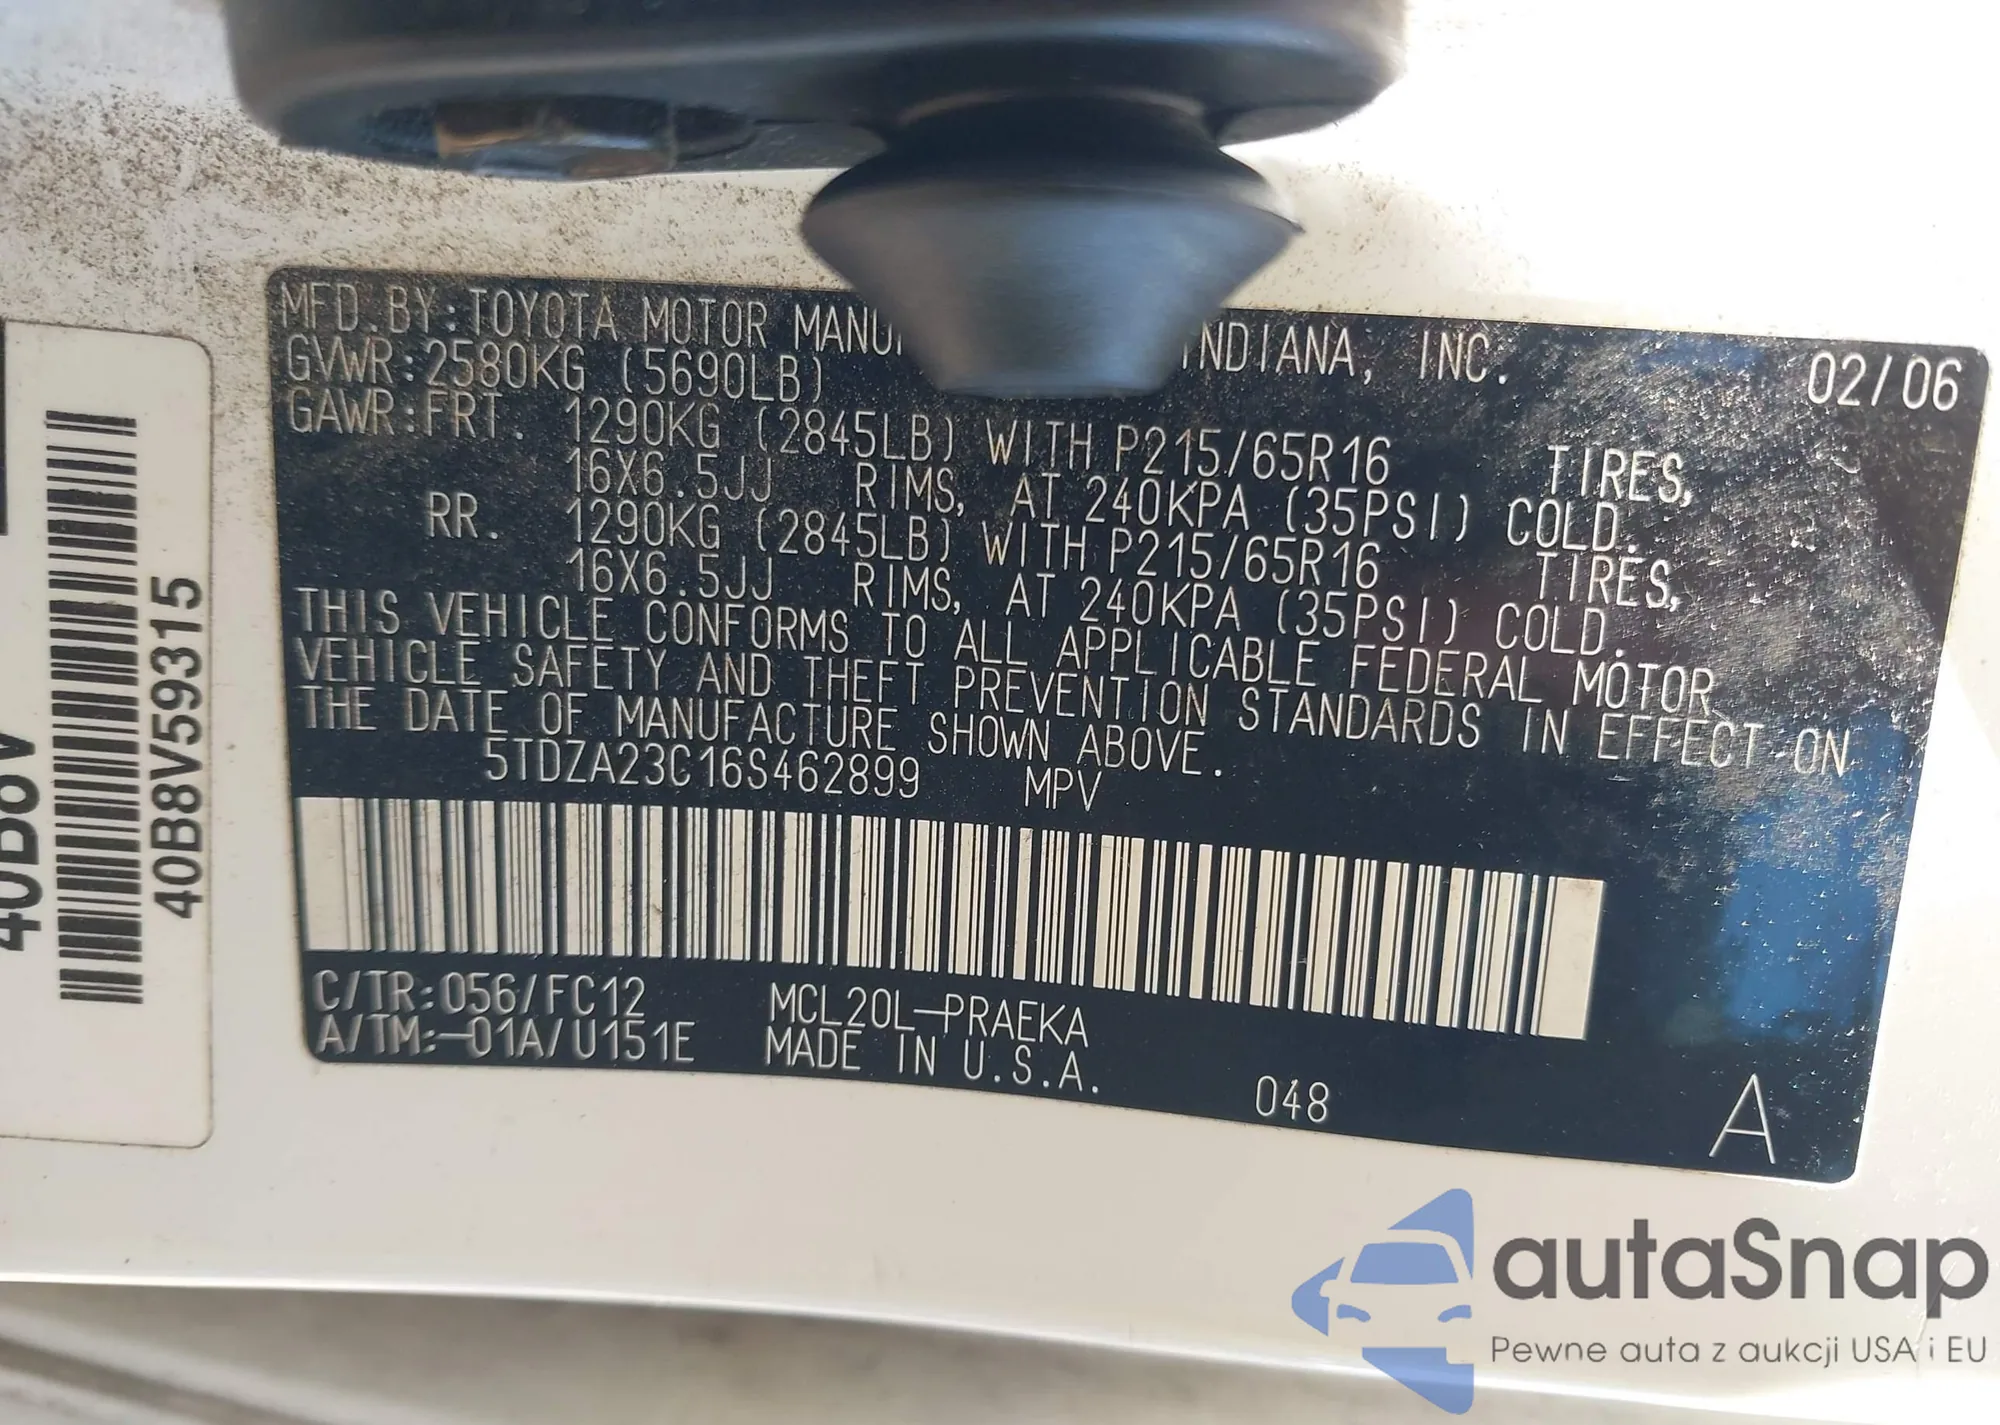 MFD. BY: TOYOTA MOTOR MANU INDIANA, INC. 02/06
GVWR: 2580KG (5690LB)
GAWR: FRT. 1290KG (2845LB) WITH P215/65R16 TIRES,
16X6.5JJ RIMS, AT 240KPA (35PSI) COLD.
RR. 1290KG (2845LB) WITH P215/65R16 TIRES,
16X6.5JJ RIMS, AT 240KPA (35PSI) COLD.
THIS VEHICLE CONFORMS TO ALL APPLICABLE FEDERAL MOTOR
VEHICLE SAFETY AND THEFT PREVENTION STANDARDS IN EFFECT ON
THE DATE OF MANUFACTURE SHOWN ABOVE.
5TDZA23C16S462899 MPV
C/TR: 056/FC12 MCL20L-PRAEKA
A/TM:-01A/U151E MADE IN U.S.A.
048 A
40B8V
40B8V59315
autaSnap
Pewne auta z aukcji USA i EU